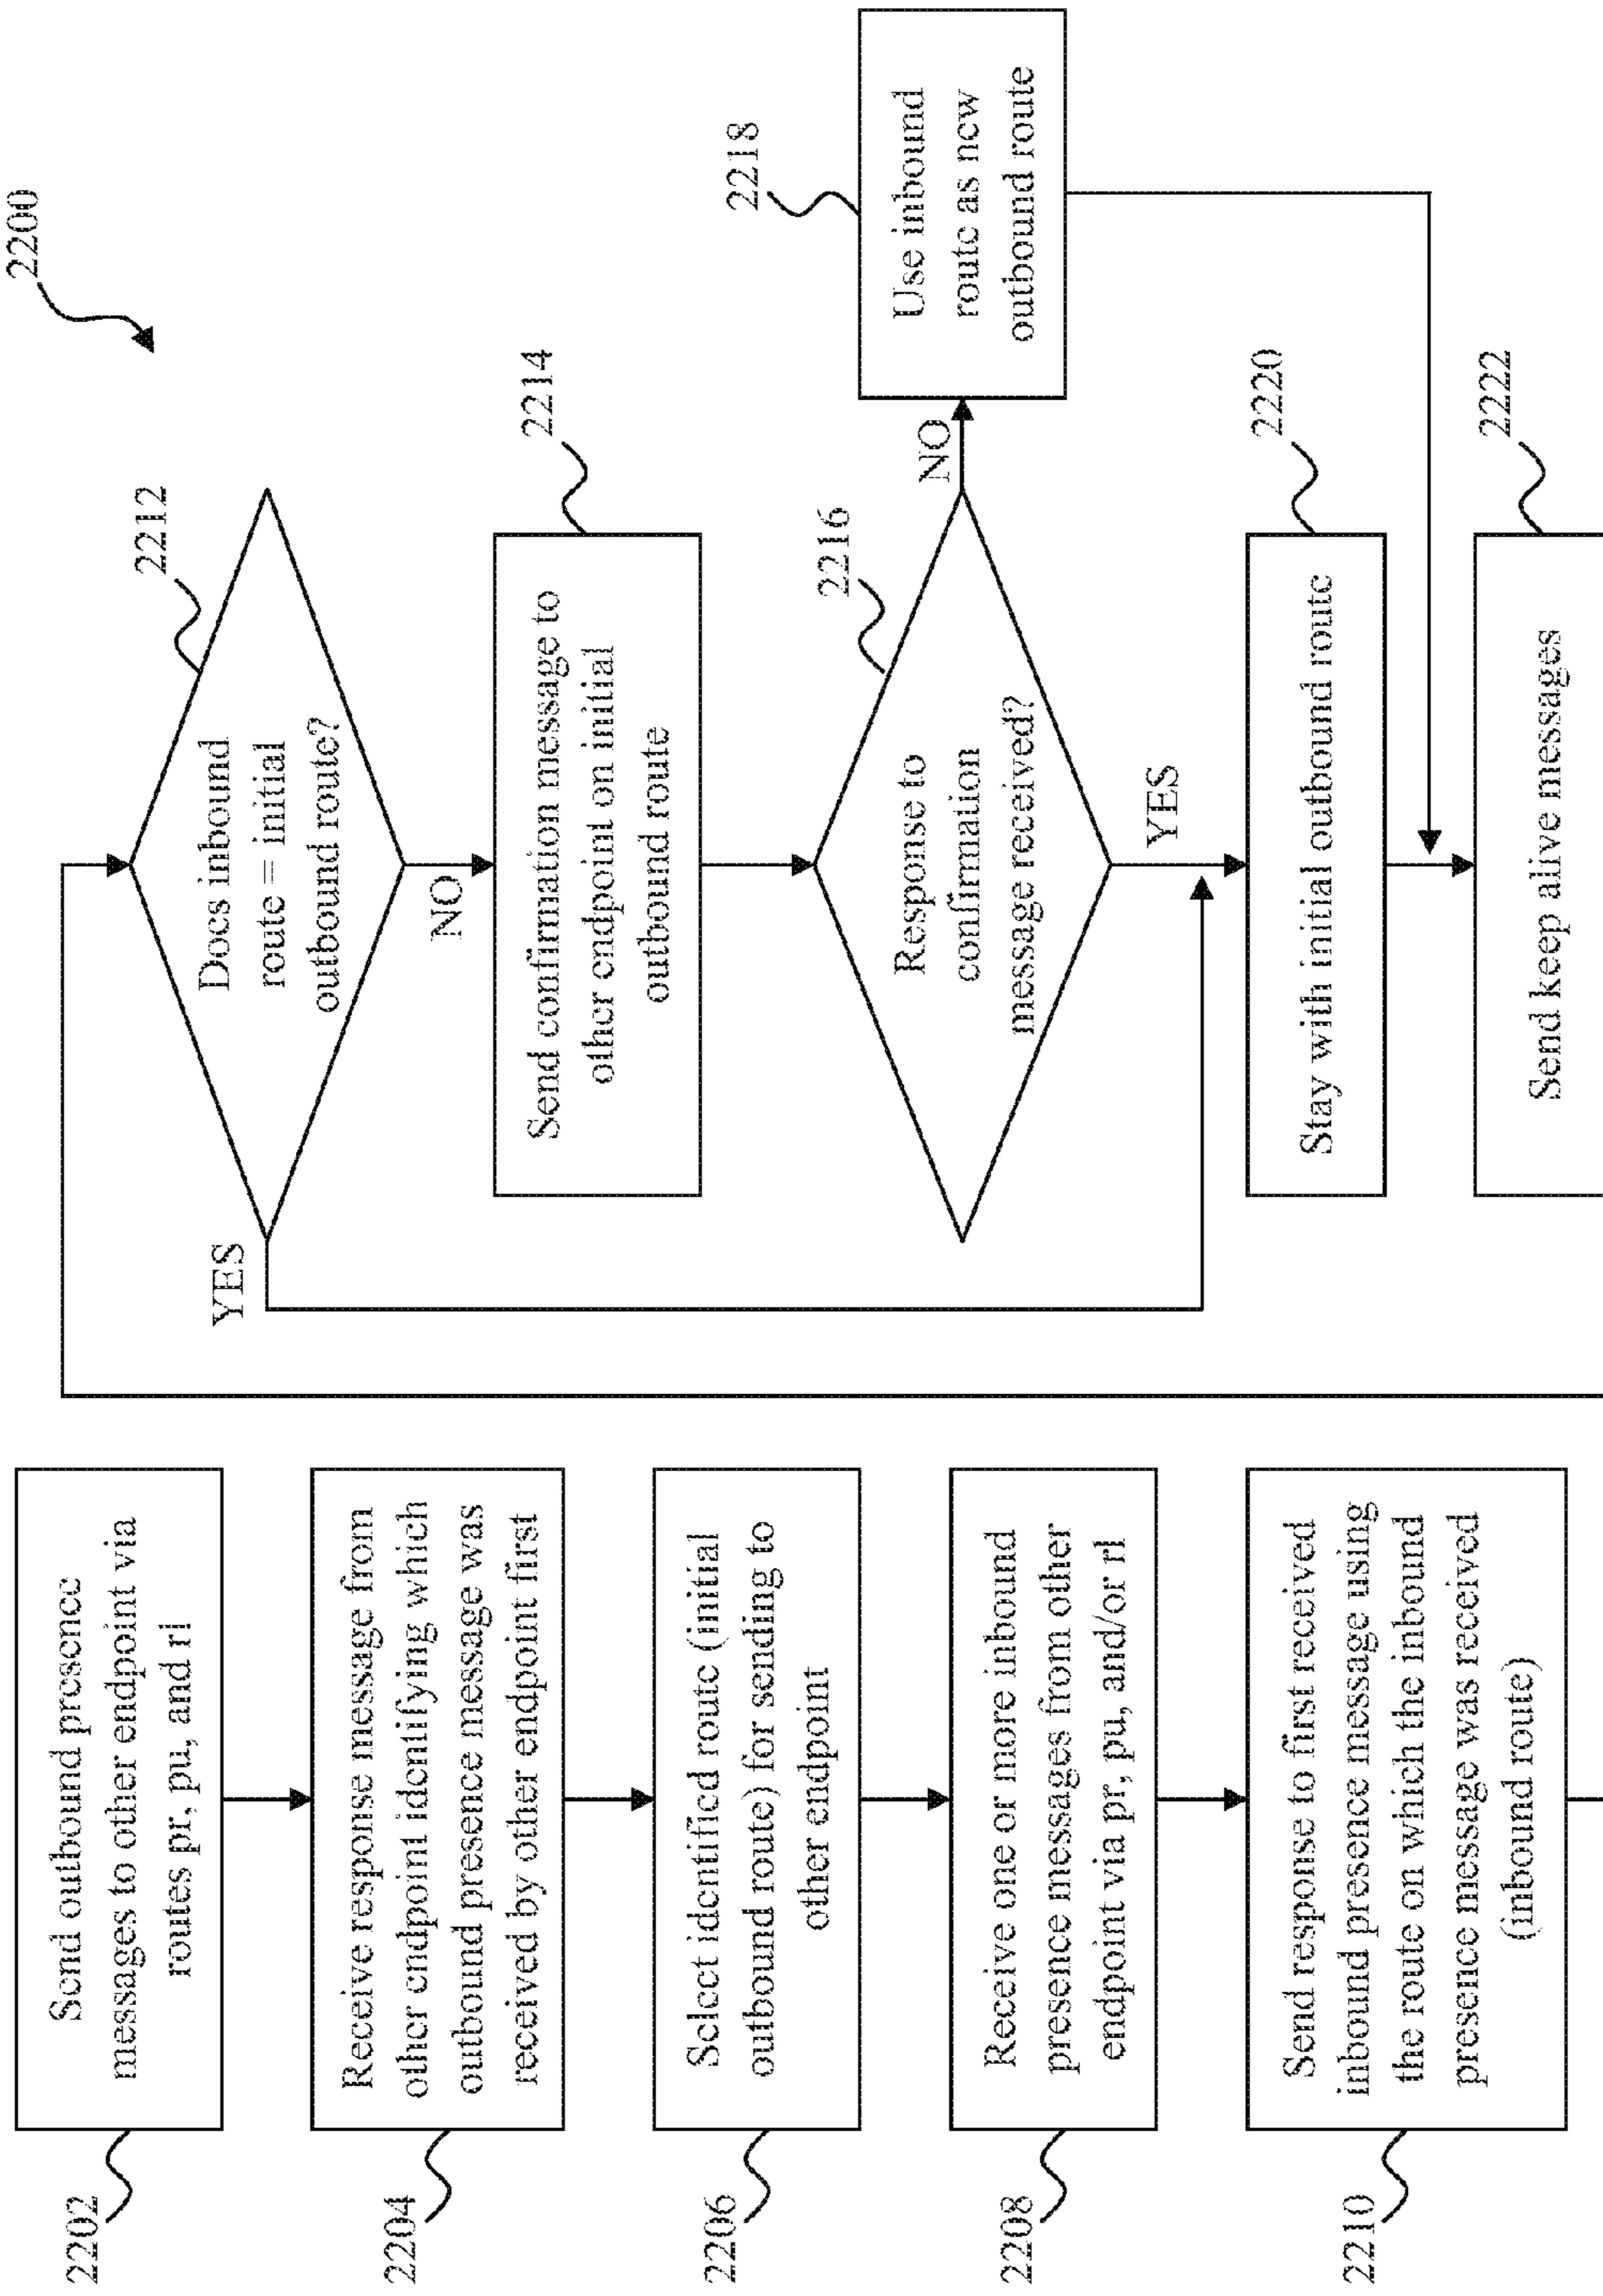 2200
2202
Send outbound presence
messages to other endpoint via
routes pr, pu, and rl
2204
Receive response message from
other endpoint identifying which
outbound presence message was
received by other endpoint first
2206
Select identified route (initial
outbound route) for sending to
other endpoint
2208
Receive one or more inbound
presence messages from other
endpoint via pr, pu, and/or rl
2210
Send response to first received
inbound presence message using
the route on which the inbound
presence message was received
(inbound route)
2212
Does inbound
route = initial
outbound route?
YES
NO
2214
Send confirmation message to
other endpoint on initial
outbound route
2216
Response to
confirmation
message received?
NO
YES
2218
Use inbound
route as new
outbound route
2220
Stay with initial outbound route
2222
Send keep alive messages